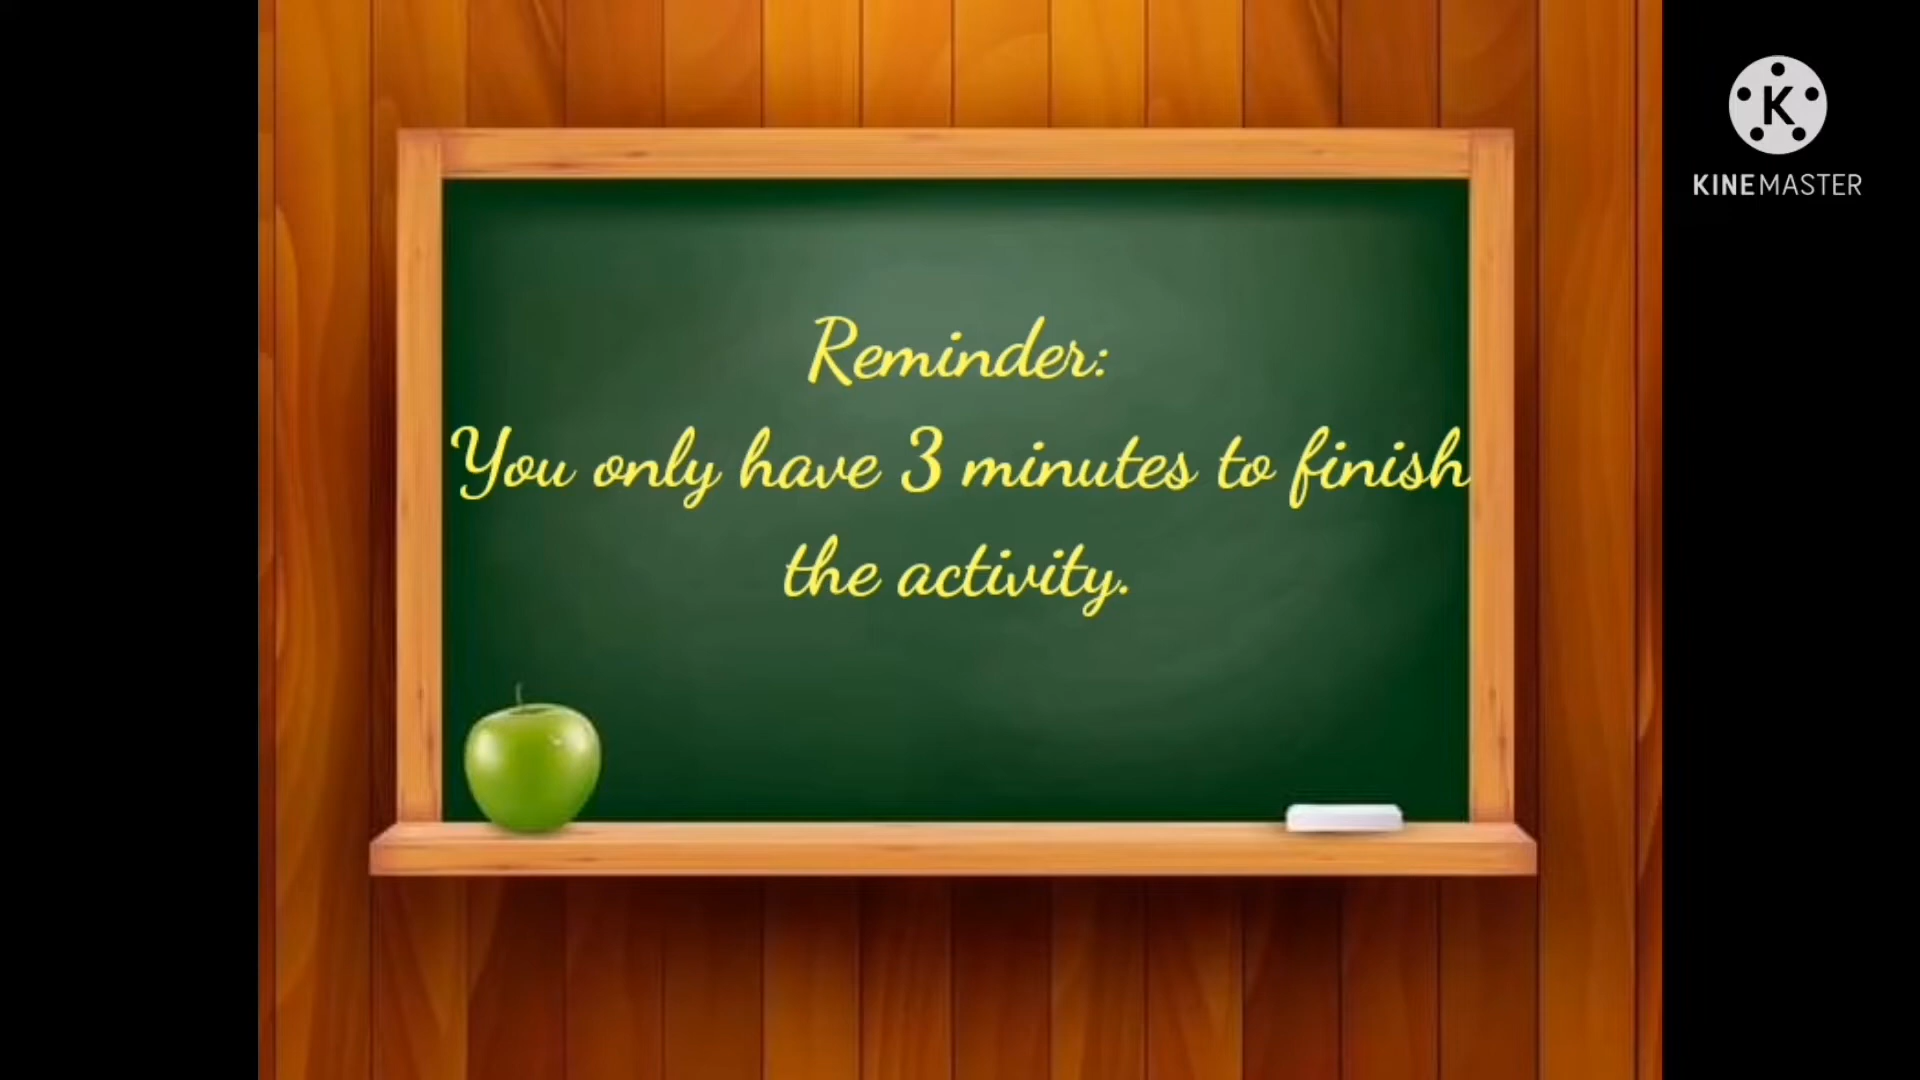 Reminder:
You only have 3 minutes to finish
the activity.
K
KINEMASTER